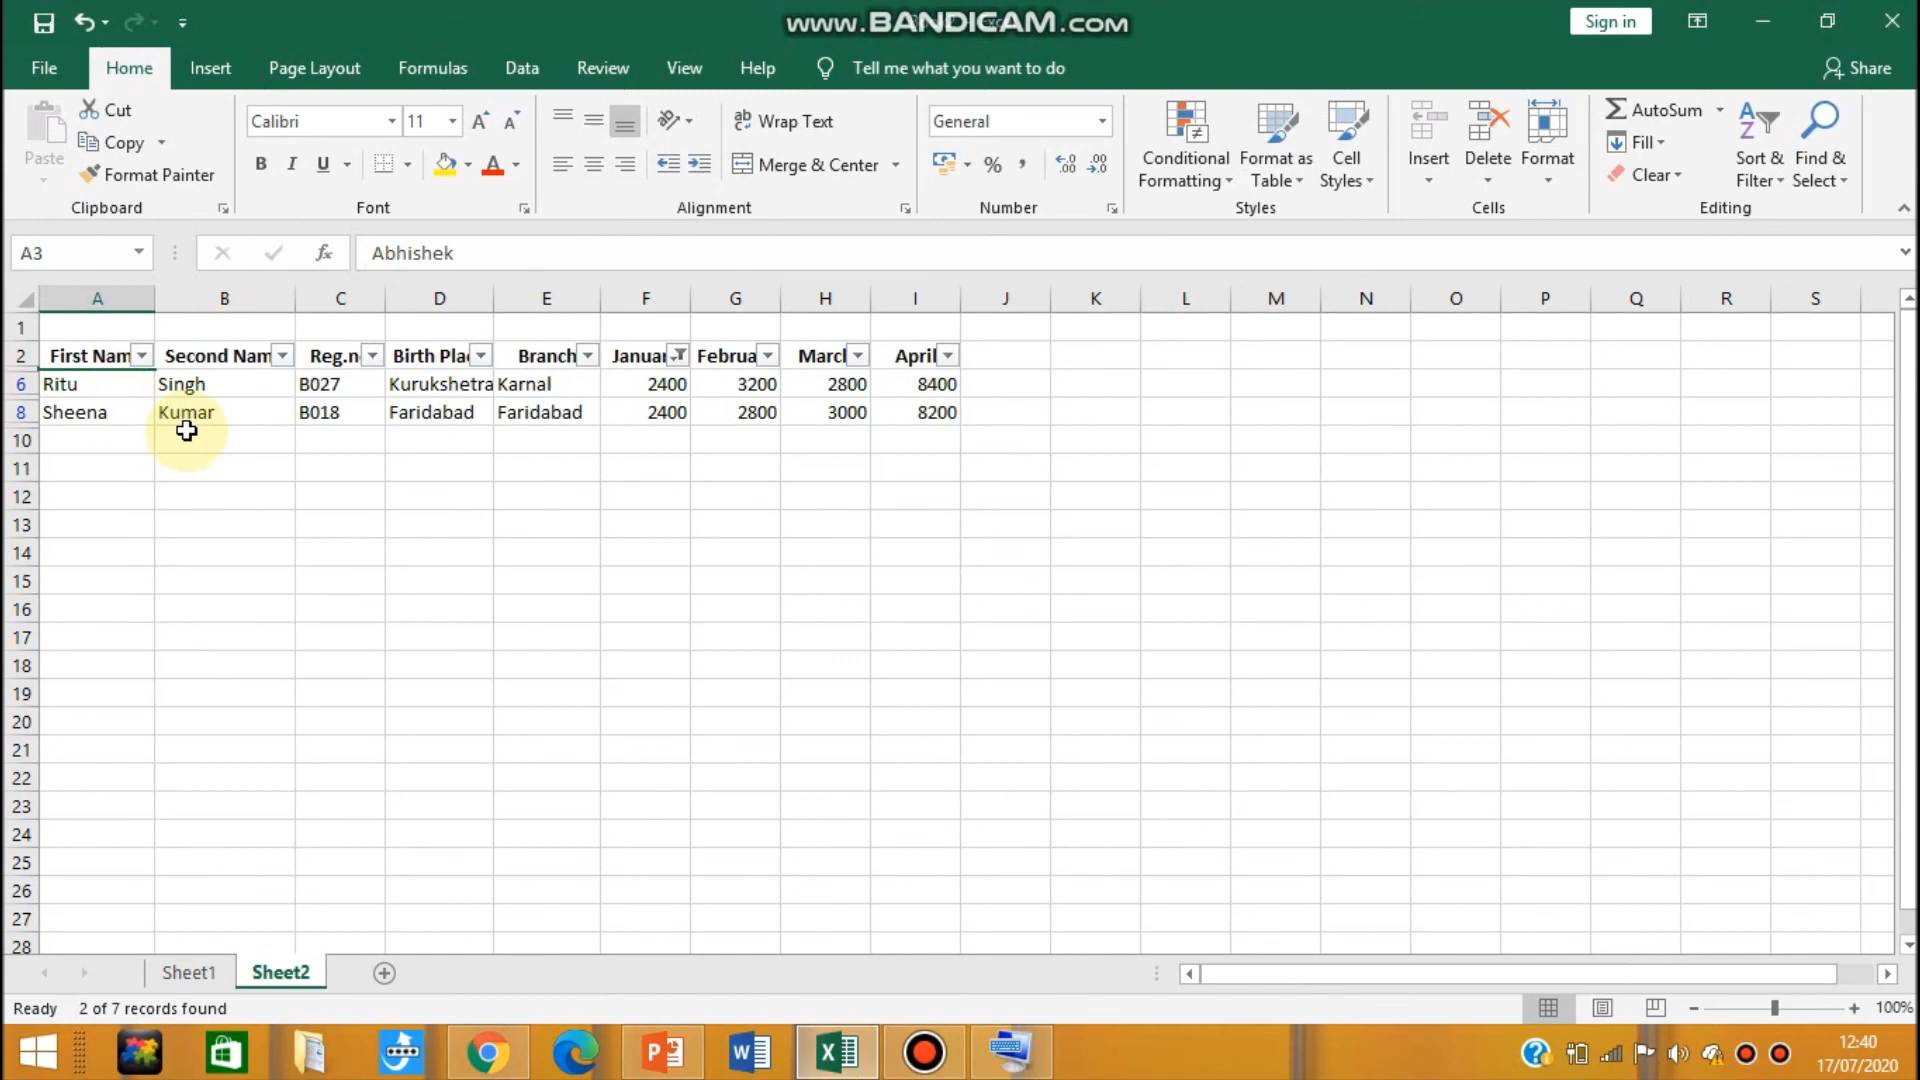 www.BANDICAM.com
Sign in
File Home Insert Page Layout Formulas Data Review View Help Tell me what you want to do Share
Paste Cut Copy Format Painter Clipboard
Calibri 11 B I U A Font
Wrap Text Merge & Center Alignment
General % Number
Conditional Formatting Format as Table Cell Styles Styles
Insert Delete Format Cells
AutoSum Fill Clear Sort & Filter Find & Select Editing
A3 fx Abhishek
A B C D E F G H I J K L M N O P Q R S
1
2 First Nam Second Nam Reg.n Birth Pla Branch Janua Februa March April
6 Ritu Singh B027 Kurukshetra Karnal 2400 3200 2800 8400
8 Sheena Kumar B018 Faridabad Faridabad 2400 2800 3000 8200
10
11
12
13
14
15
16
17
18
19
20
21
22
23
24
25
26
27
28
Sheet1 Sheet2
Ready 2 of 7 records found 100%
12:40
17/07/2020